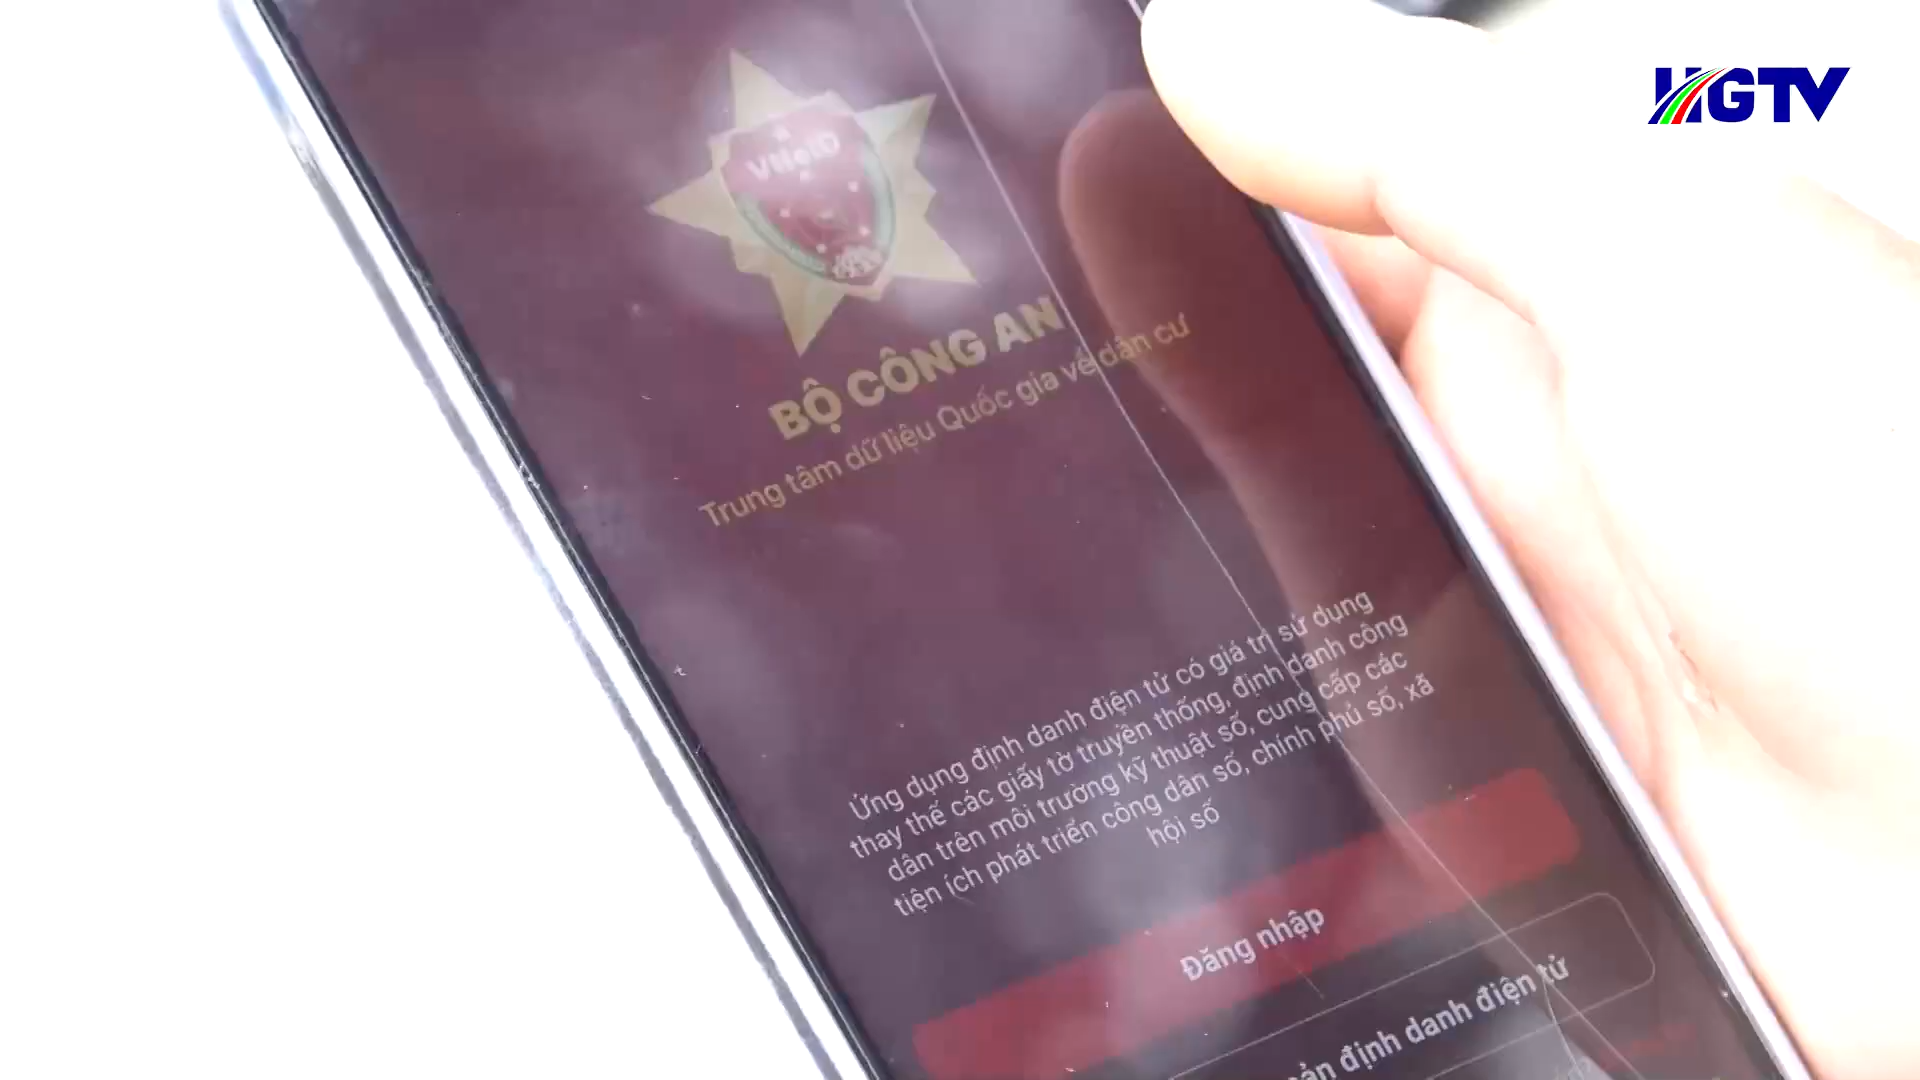 HGTV
VNeID
BỘ CÔNG AN
Trung tâm dữ liệu Quốc gia về dân cư
Ứng dụng định danh điện tử có giá trị sử dụng
thay thế các giấy tờ truyền thống, định danh công
dân trên môi trường kỹ thuật số, cung cấp các
tiện ích phát triển công dân số, chính phủ số, xã
hội số
Đăng nhập
định danh điện tử